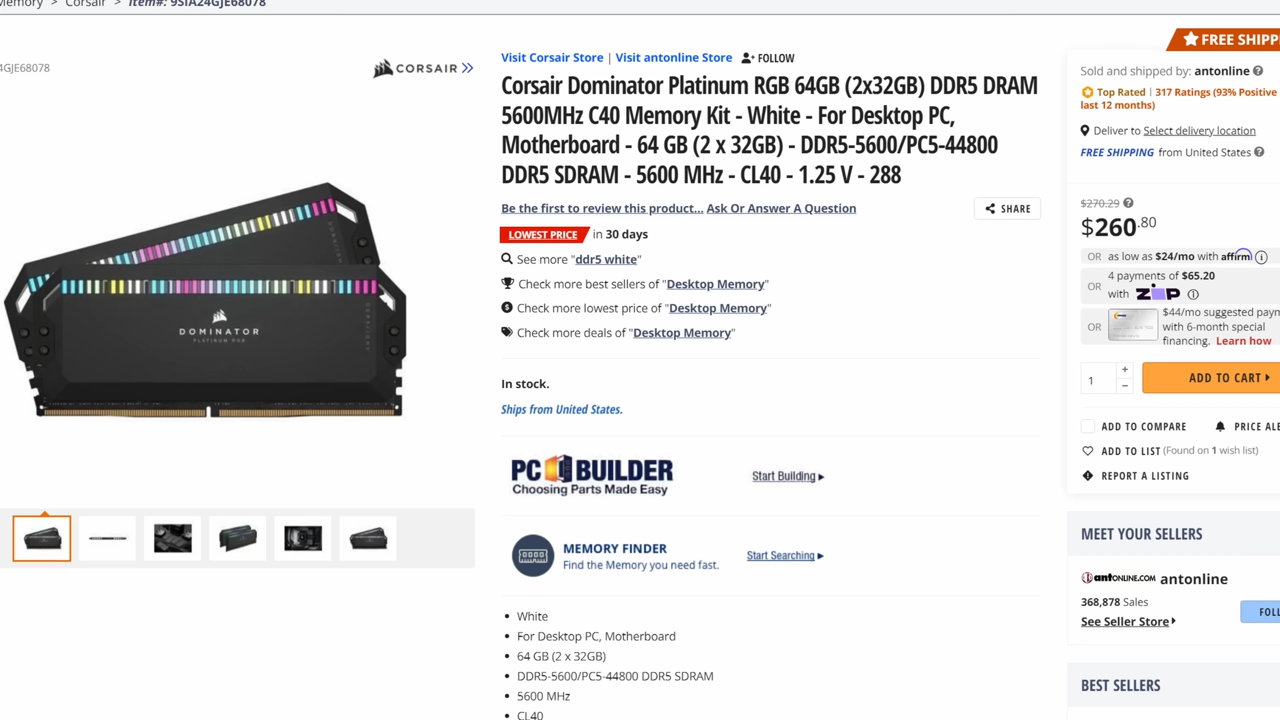 Memory > Corsair > Item#: 9SIA24GJE68078
4GJE68078
CORSAIR
Visit Corsair Store | Visit antonline Store FOLLOW
Corsair Dominator Platinum RGB 64GB (2x32GB) DDR5 DRAM
5600MHz C40 Memory Kit - White - For Desktop PC,
Motherboard - 64 GB (2 x 32GB) - DDR5-5600/PC5-44800
DDR5 SDRAM - 5600 MHz - CL40 - 1.25 V - 288
Be the first to review this product... Ask Or Answer A Question
SHARE
LOWEST PRICE in 30 days
See more "ddr5 white"
Check more best sellers of "Desktop Memory"
Check more lowest price of "Desktop Memory"
Check more deals of "Desktop Memory"
DOMINATOR
PLATINUM RGB
In stock.
Ships from United States.
PC BUILDER
Choosing Parts Made Easy
Start Building
MEMORY FINDER
Find the Memory you need fast.
Start Searching
• White
• For Desktop PC, Motherboard
• 64 GB (2 x 32GB)
• DDR5-5600/PC5-44800 DDR5 SDRAM
• 5600 MHz
• CL40
FREE SHIPP
Sold and shipped by: antonline
Top Rated | 317 Ratings (93% Positive
last 12 months)
Deliver to Select delivery location
FREE SHIPPING from United States
$270.29
$260.80
OR as low as $24/mo with affirm
OR 4 payments of $65.20
with ZIP
OR $44/mo suggested paym
with 6-month special
financing. Learn how
1 + −
ADD TO CART
ADD TO COMPARE PRICE ALE
ADD TO LIST (Found on 1 wish list)
REPORT A LISTING
MEET YOUR SELLERS
antONLINE.COM antonline
368,878 Sales
FOLL
See Seller Store
BEST SELLERS